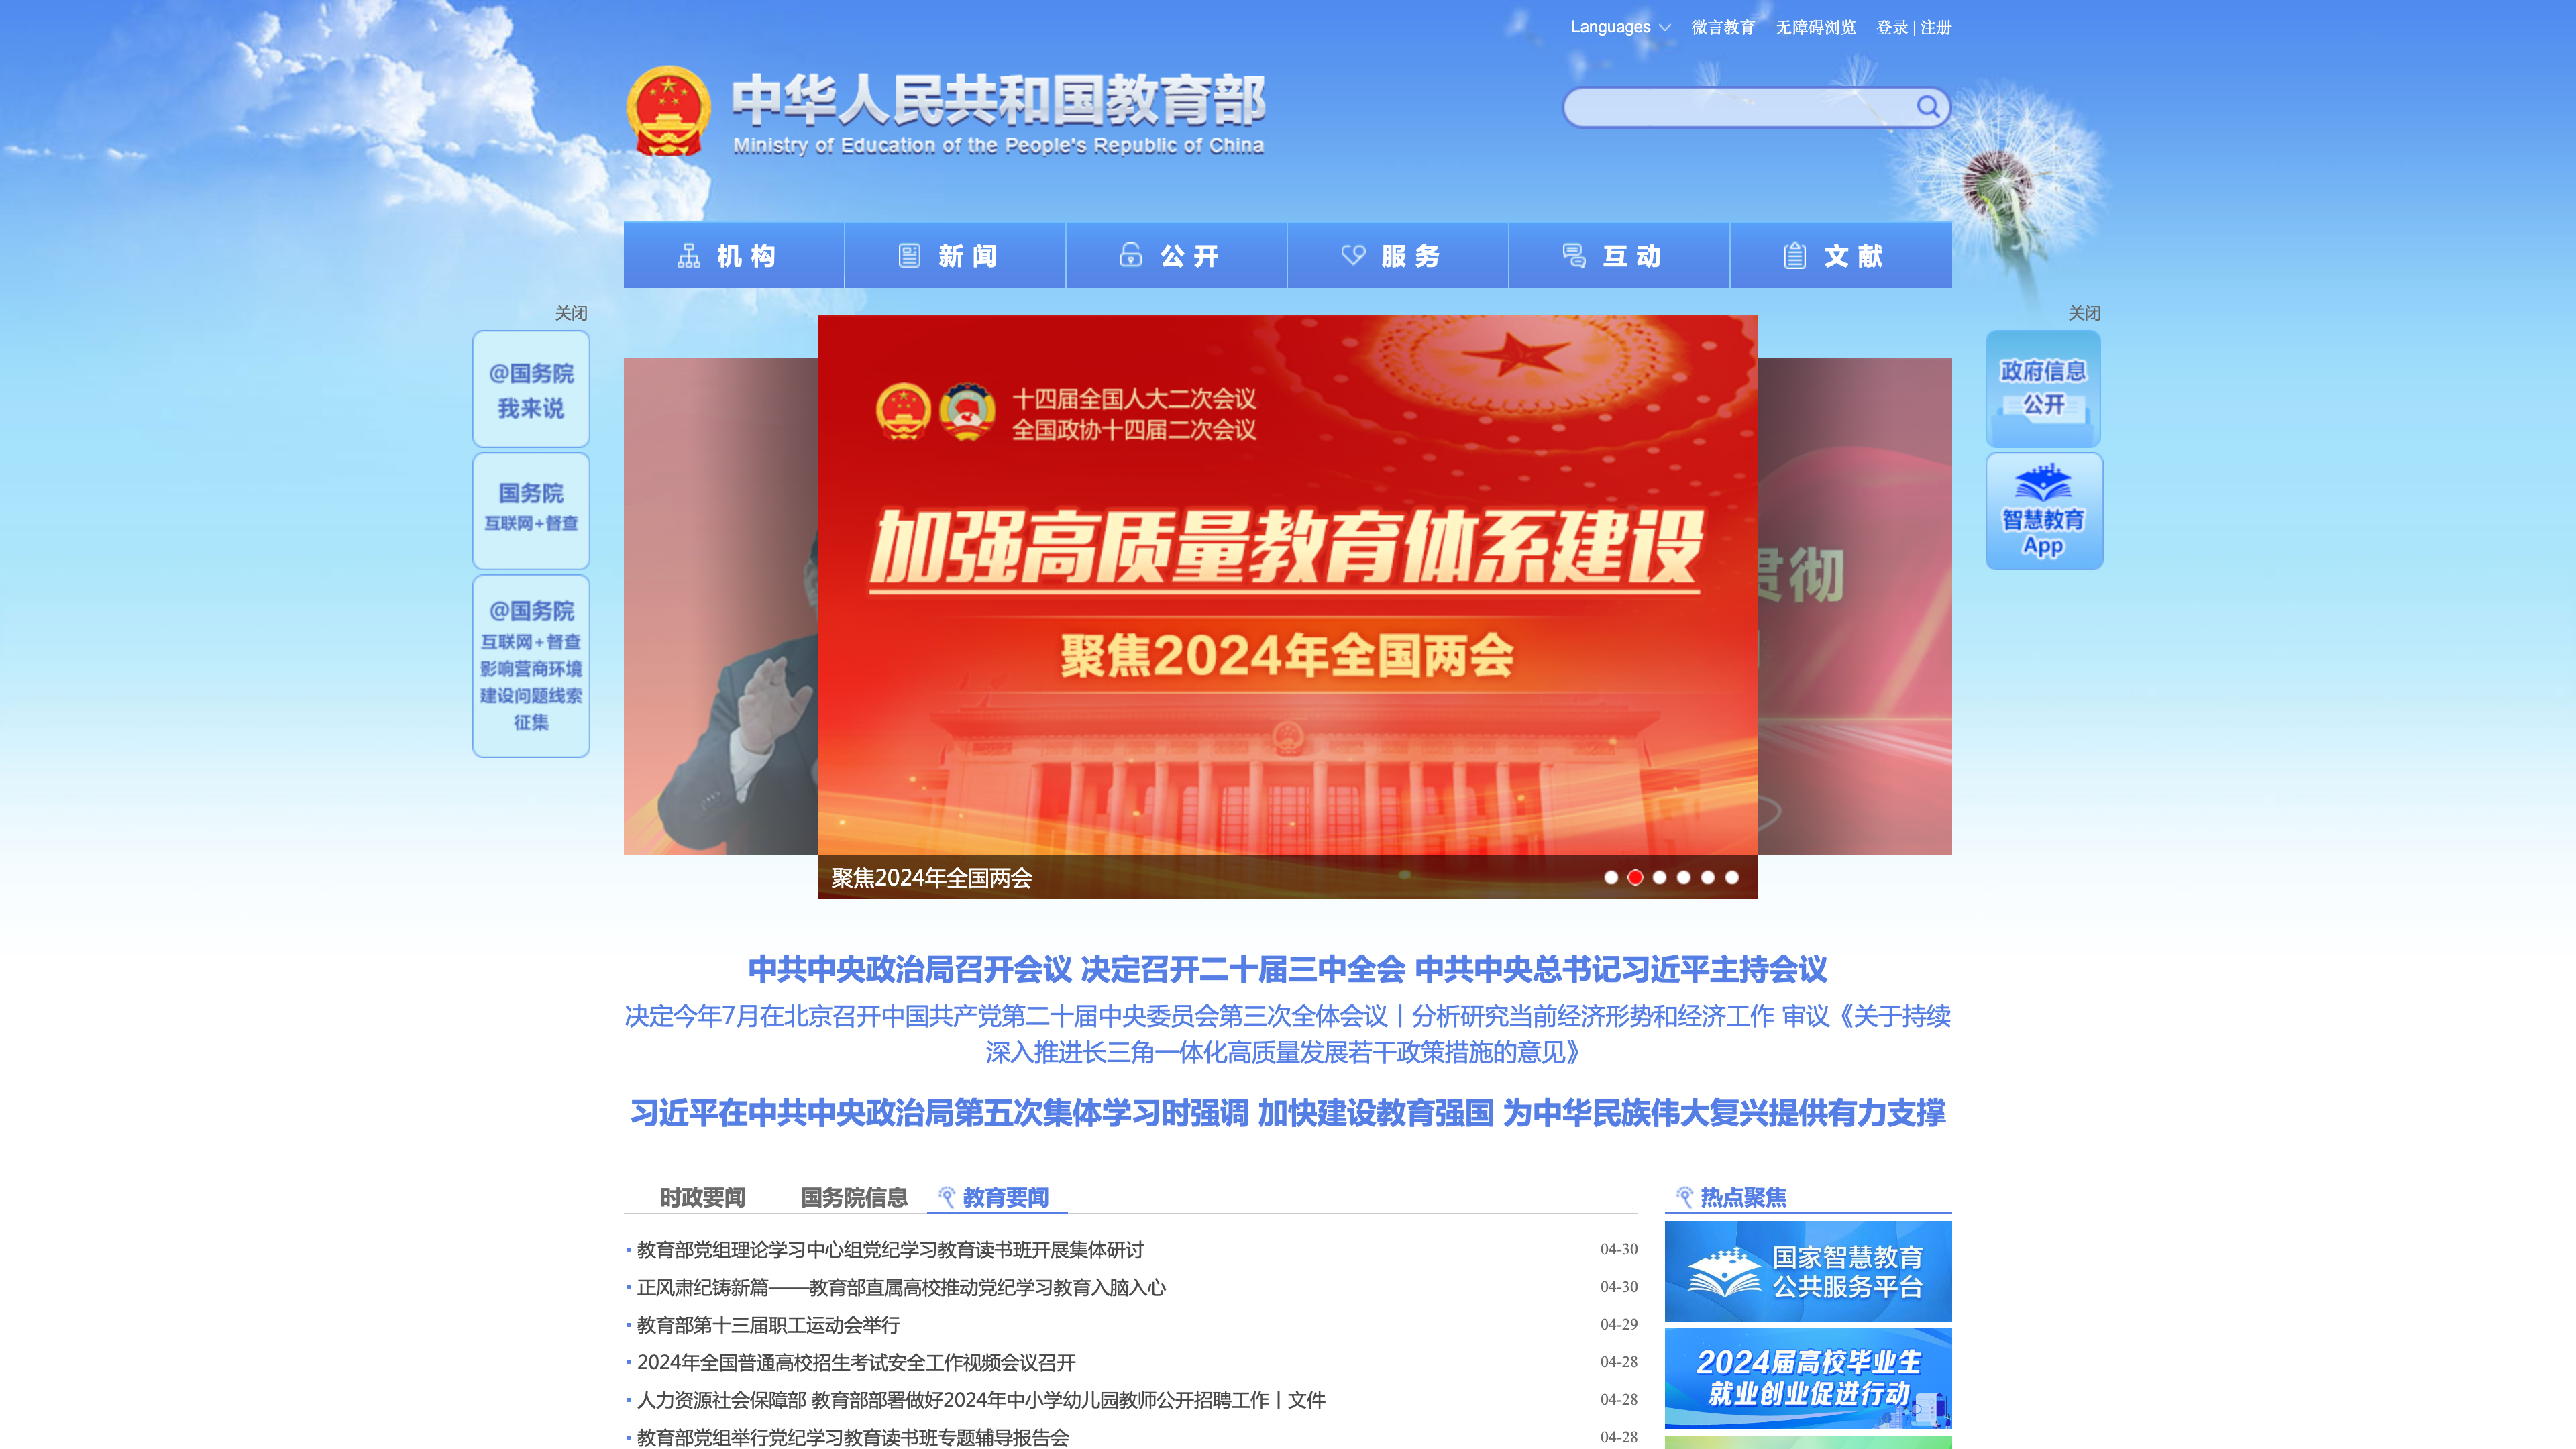 Languages 微言教育 无障碍浏览 登录 | 注册
中华人民共和国教育部
Ministry of Education of the People's Republic of China
机构 新闻 公开 服务 互动 文献
关闭
@国务院
我来说
国务院
互联网+督查
@国务院
互联网+督查
影响营商环境
建设问题线索
征集
十四届全国人大二次会议
全国政协十四届二次会议
加强高质量教育体系建设
聚焦2024年全国两会
聚焦2024年全国两会
贯彻
关闭
政府信息
公开
智慧教育
App
中共中央政治局召开会议 决定召开二十届三中全会 中共中央总书记习近平主持会议
决定今年7月在北京召开中国共产党第二十届中央委员会第三次全体会议丨分析研究当前经济形势和经济工作 审议《关于持续
深入推进长三角一体化高质量发展若干政策措施的意见》
习近平在中共中央政治局第五次集体学习时强调 加快建设教育强国 为中华民族伟大复兴提供有力支撑
时政要闻 国务院信息 教育要闻
教育部党组理论学习中心组党纪学习教育读书班开展集体研讨 04-30
正风肃纪铸新篇——教育部直属高校推动党纪学习教育入脑入心 04-30
教育部第十三届职工运动会举行 04-29
2024年全国普通高校招生考试安全工作视频会议召开 04-28
人力资源社会保障部 教育部部署做好2024年中小学幼儿园教师公开招聘工作丨文件 04-28
教育部党组举行党纪学习教育读书班专题辅导报告会 04-28
热点聚焦
国家智慧教育
公共服务平台
2024届高校毕业生
就业创业促进行动